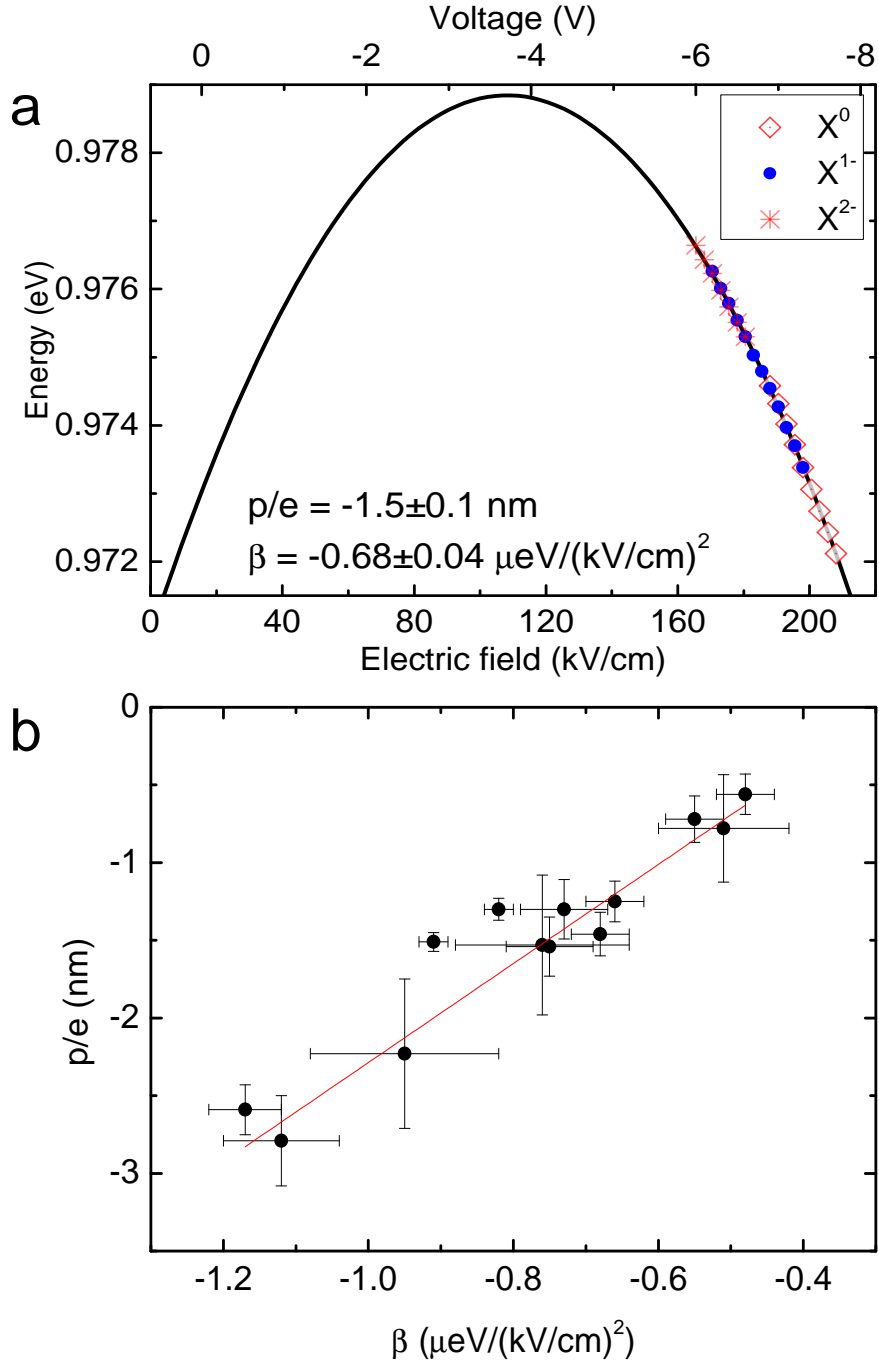 Voltage (V)
0 -2 -4 -6 -8
a
X⁰
X¹⁻
X²⁻
0.978
0.976
0.974
0.972
Energy (eV)
p/e = -1.5±0.1 nm
β = -0.68±0.04 μeV/(kV/cm)²
0 40 80 120 160 200
Electric field (kV/cm)
b
0
-1
-2
-3
p/e (nm)
-1.2 -1.0 -0.8 -0.6 -0.4
β (μeV/(kV/cm)²)